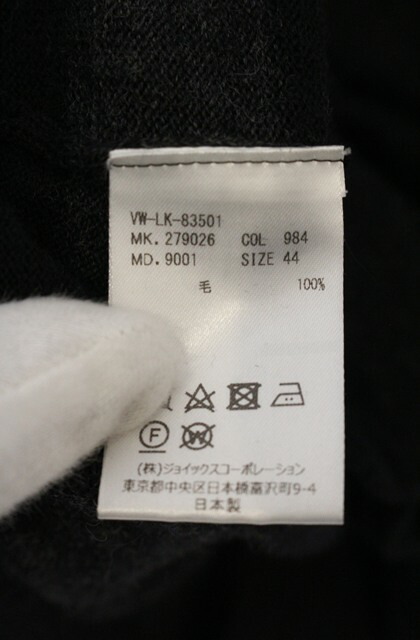 VW-LK-83501
MK. 279026 COL 984
MD. 9001 SIZE 44
毛 100%
F W
(株)ジョイックスコーポレーション
東京都中央区日本橋富沢町9-4
日本製